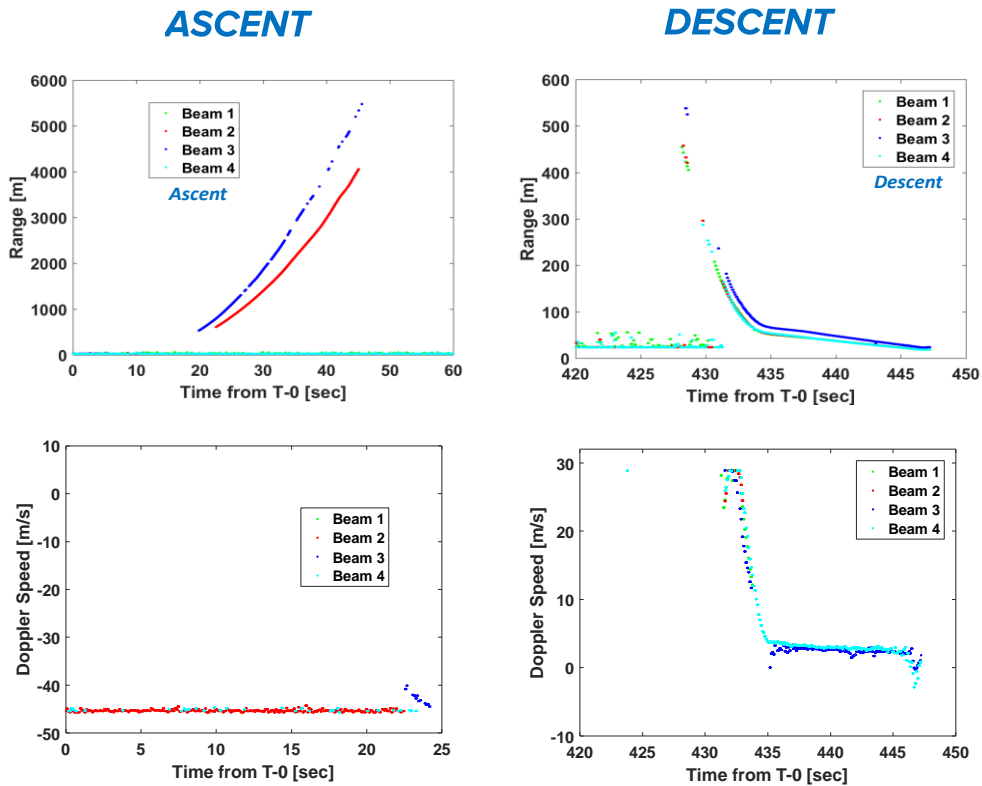 ASCENT
DESCENT
6000
5000
4000
3000
2000
1000
0
Range [m]
Beam 1
Beam 2
Beam 3
Beam 4
Ascent
0 10 20 30 40 50 60
Time from T-0 [sec]
600
500
400
300
200
100
0
Range [m]
Beam 1
Beam 2
Beam 3
Beam 4
Descent
420 425 430 435 440 445 450
Time from T-0 [sec]
10
0
-10
-20
-30
-40
-50
Doppler Speed [m/s]
Beam 1
Beam 2
Beam 3
Beam 4
0 5 10 15 20 25
Time from T-0 [sec]
30
20
10
0
-10
Doppler Speed [m/s]
Beam 1
Beam 2
Beam 3
Beam 4
420 425 430 435 440 445 450
Time from T-0 [sec]